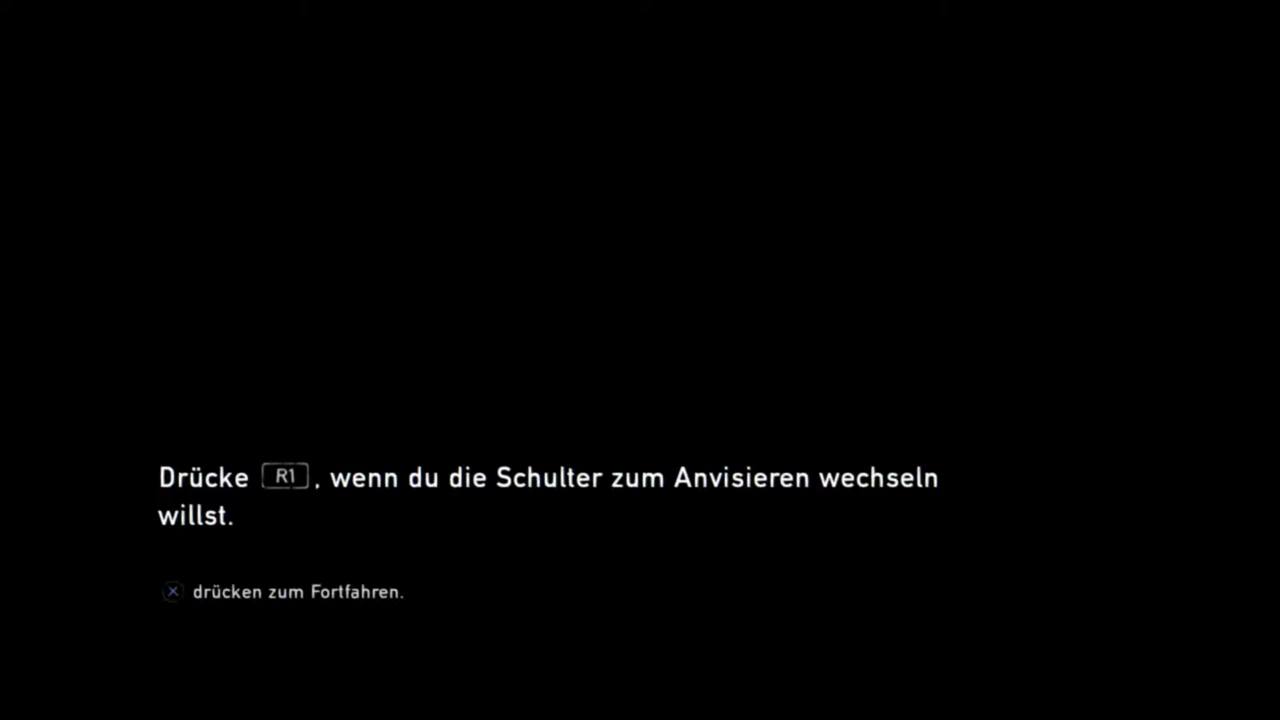 Drücke R1, wenn du die Schulter zum Anvisieren wechseln
willst.
drücken zum Fortfahren.